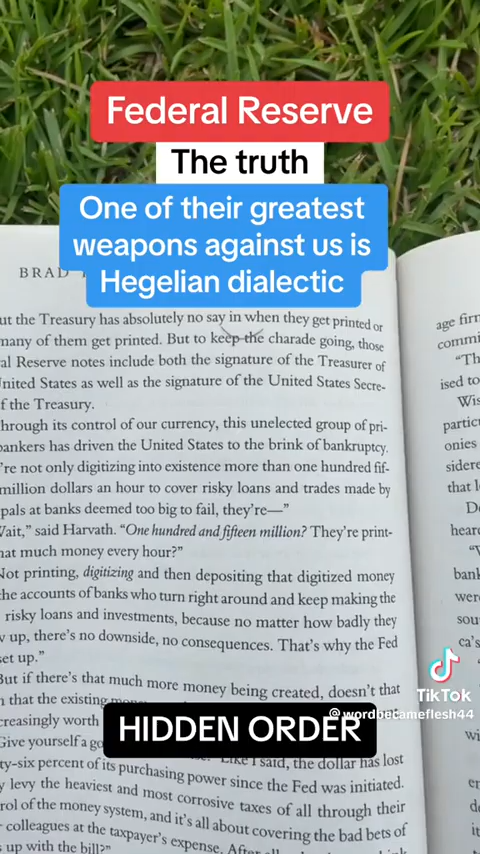 Federal Reserve
The truth
One of their greatest
weapons against us is
Hegelian dialectic
BRAD
ut the Treasury has absolutely no say in when they get printed or
many of them get printed. But to keep the charade going, those
al Reserve notes include both the signature of the Treasurer of
United States as well as the signature of the United States Secre-
f the Treasury.
hrough its control of our currency, this unelected group of pri-
bankers has driven the United States to the brink of bankruptcy.
're not only digitizing into existence more than one hundred fif-
million dollars an hour to cover risky loans and trades made by
pals at banks deemed too big to fail, they're—"
Wait," said Harvath. "One hundred and fifteen million? They're print-
hat much money every hour?"
Not printing, digitizing and then depositing that digitized money
the accounts of banks who turn right around and keep making the
risky loans and investments, because no matter how badly they
w up, there's no downside, no consequences. That's why the Fed
set up."
But if there's that much more money being created, doesn't that
n that the existing
creasingly worth
Give yourself a go
Like I said, the dollar has lost
ty-six percent of its purchasing power since the Fed was initiated.
y levy the heaviest and most corrosive taxes of all through their
rol of the money system, and it's all about covering the bad bets of
r colleagues at the taxpayer's expense. After
s up with the bill?"
age firm
commi
"Th
ised to
Wis
particu
onies
sidere
that l
De
heard
"W
bank
were
sou
ca's
wi
en
de
it
HIDDEN ORDER
TikTok
@wordbecameflesh44